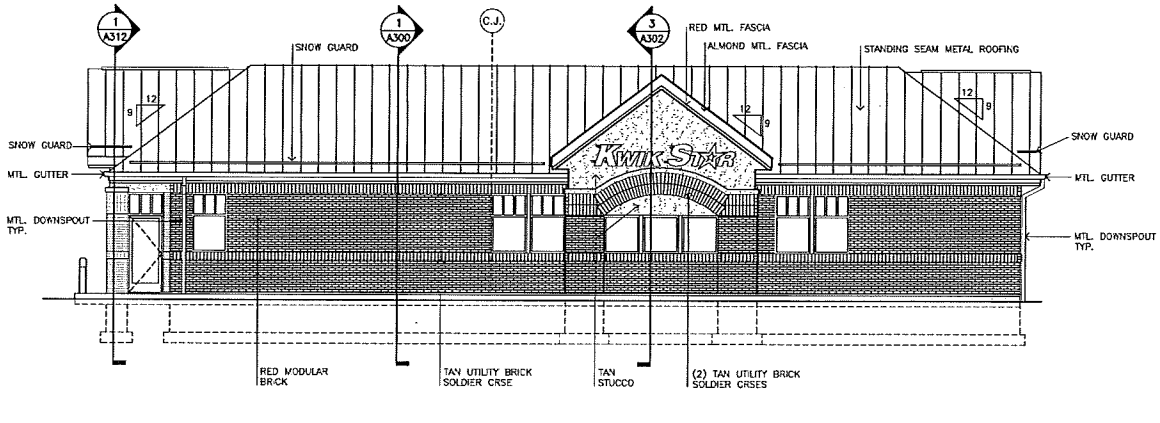 1
A312
1
A300
C.J.
3
A302
RED MTL. FASCIA
ALMOND MTL. FASCIA
SNOW GUARD
STANDING SEAM METAL ROOFING
12
9
12
9
12
9
SNOW GUARD
SNOW GUARD
KWIK STAR
MTL. GUTTER
MTL. GUTTER
MTL. DOWNSPOUT
TYP.
MTL. DOWNSPOUT
TYP.
RED MODULAR
BRICK
TAN UTILITY BRICK
SOLDIER CRSE
TAN
STUCCO
(2) TAN UTILITY BRICK
SOLDIER CRSES